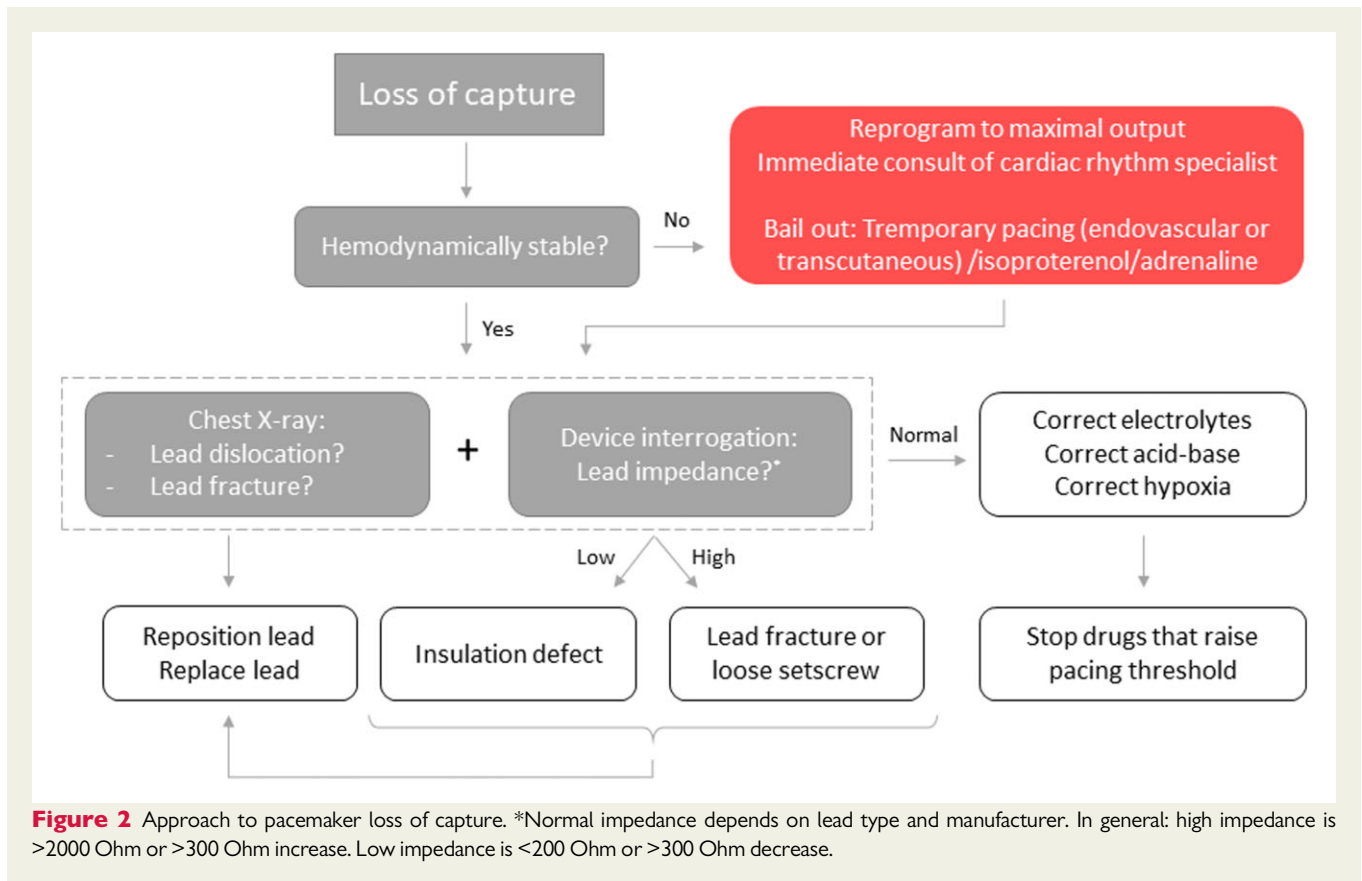 Loss of capture
Reprogram to maximal output
Immediate consult of cardiac rhythm specialist
Bail out: Tremporary pacing (endovascular or
transcutaneous) /isoproterenol/adrenaline
Hemodynamically stable?
No
Yes
Chest X-ray:
- Lead dislocation?
- Lead fracture?
+
Device interrogation:
Lead impedance?*
Normal
Correct electrolytes
Correct acid-base
Correct hypoxia
Low
High
Reposition lead
Replace lead
Insulation defect
Lead fracture or
loose setscrew
Stop drugs that raise
pacing threshold
Figure 2 Approach to pacemaker loss of capture. *Normal impedance depends on lead type and manufacturer. In general: high impedance is
>2000 Ohm or >300 Ohm increase. Low impedance is <200 Ohm or >300 Ohm decrease.